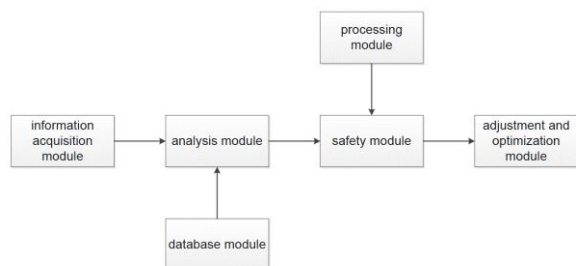 processing
module
information
acquisition
module
analysis module
safety module
adjustment and
optimization
module
database module